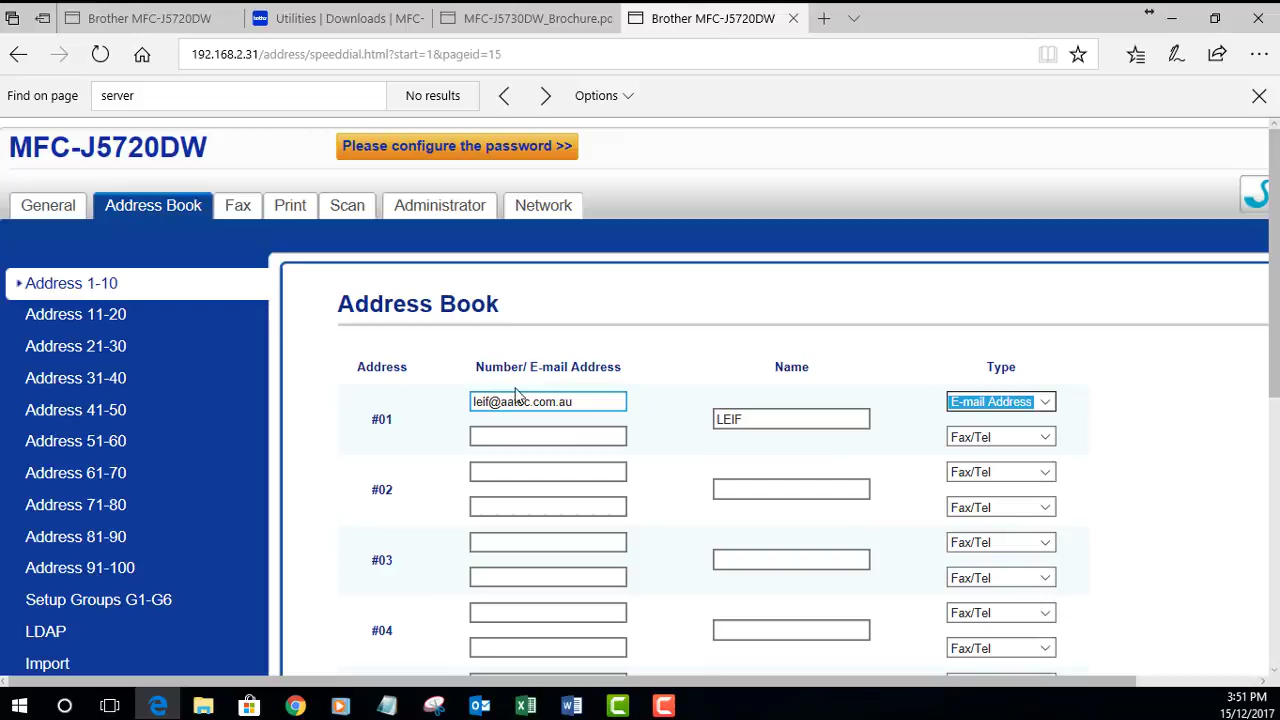 Brother MFC-J5720DW
Utilities | Downloads | MFC-
MFC-J5730DW_Brochure.pd
Brother MFC-J5720DW
192.168.2.31/address/speeddial.html?start=1&pageid=15
Find on page
server
No results
Options
MFC-J5720DW
Please configure the password >>
General
Address Book
Fax
Print
Scan
Administrator
Network
Address 1-10
Address 11-20
Address 21-30
Address 31-40
Address 41-50
Address 51-60
Address 61-70
Address 71-80
Address 81-90
Address 91-100
Setup Groups G1-G6
LDAP
Import
Address Book
Address Number/ E-mail Address Name Type
E-mail Address
#01 LEIF
Fax/Tel
Fax/Tel
#02
Fax/Tel
Fax/Tel
#03
Fax/Tel
Fax/Tel
#04
Fax/Tel
3:51 PM
15/12/2017